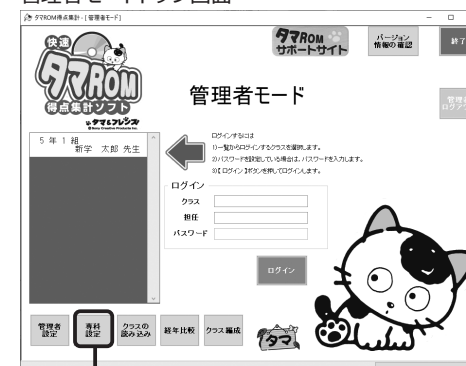 管理者モードトップ画面
タマROM得点集計 - [管理者モード]
快速
タマROM
得点集計ソフト
タマROM
サポートサイト
バージョン
情報の確認
終了
管理者モード
5年1組
新学 太郎 先生
ログインするには
1)一覧からログインするクラスを選択します。
2)パスワードを設定している場合は、パスワードを入力します。
3)【ログイン】ボタンを押してログインします。
ログイン
クラス
担任
パスワード
ログイン
管理者
設定
専科
設定
クラスの
読み込み
経年比較
クラス編成
タマ